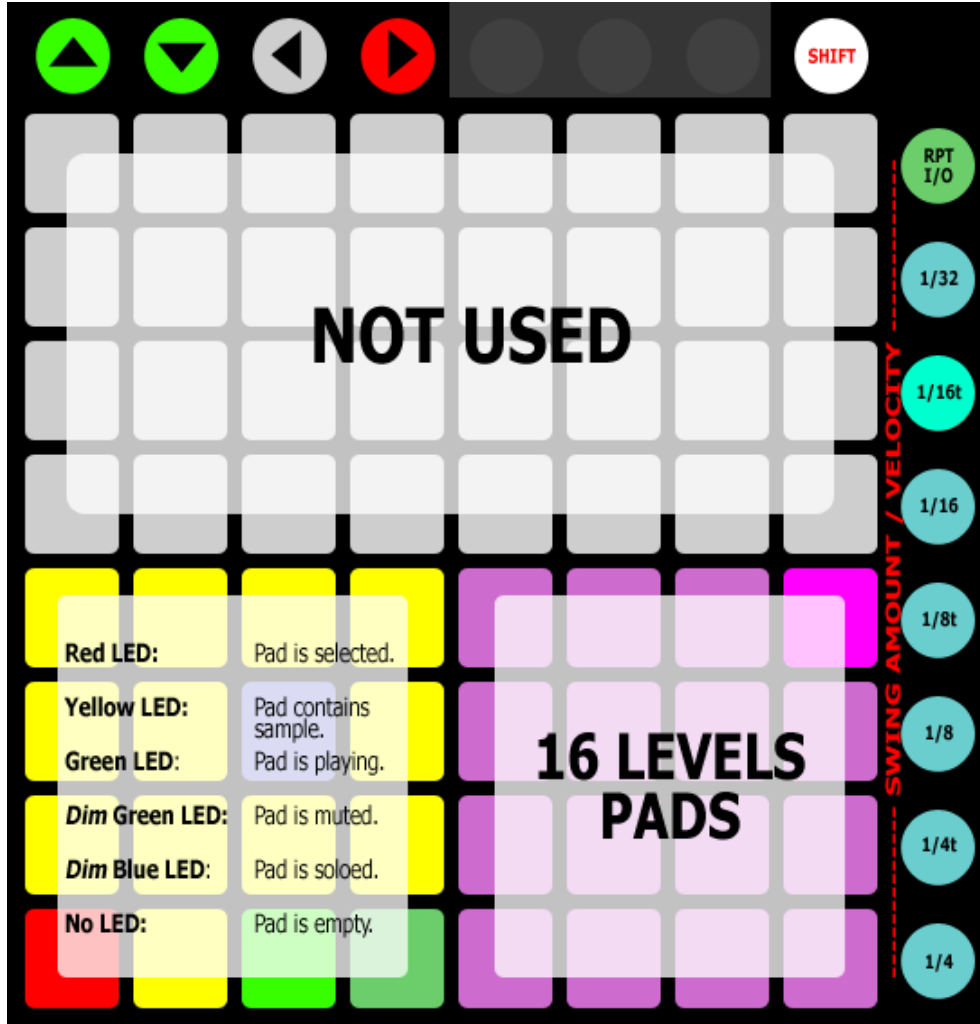 SHIFT
RPT
I/O
1/32
NOT USED
1/16t
1/16
SWING AMOUNT / VELOCITY
1/8t
Red LED: Pad is selected.
Yellow LED: Pad contains
sample.
Green LED: Pad is playing.
Dim Green LED: Pad is muted.
Dim Blue LED: Pad is soloed.
No LED: Pad is empty.
16 LEVELS
PADS
1/8
1/4t
1/4